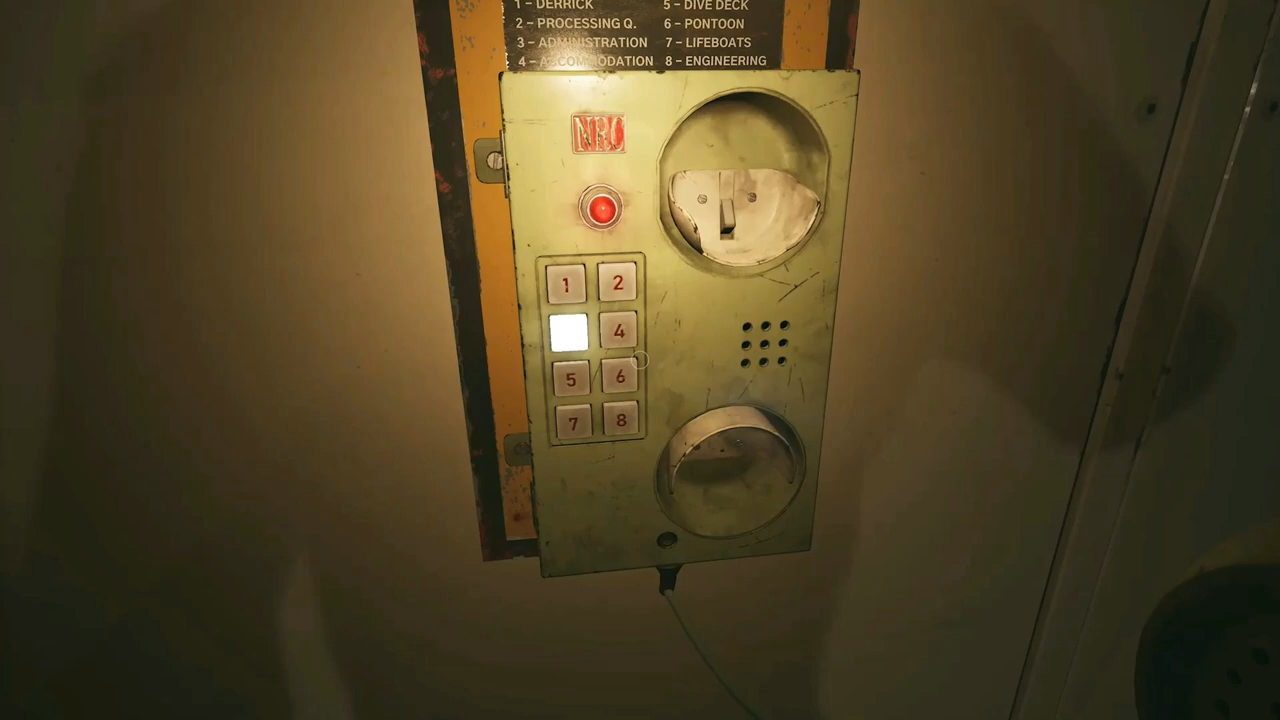 1 – DERRICK 5 – DIVE DECK
2 – PROCESSING Q. 6 – PONTOON
3 – ADMINISTRATION 7 – LIFEBOATS
4 – ACCOMMODATION 8 – ENGINEERING
NRC
1 2
4
5 6
7 8